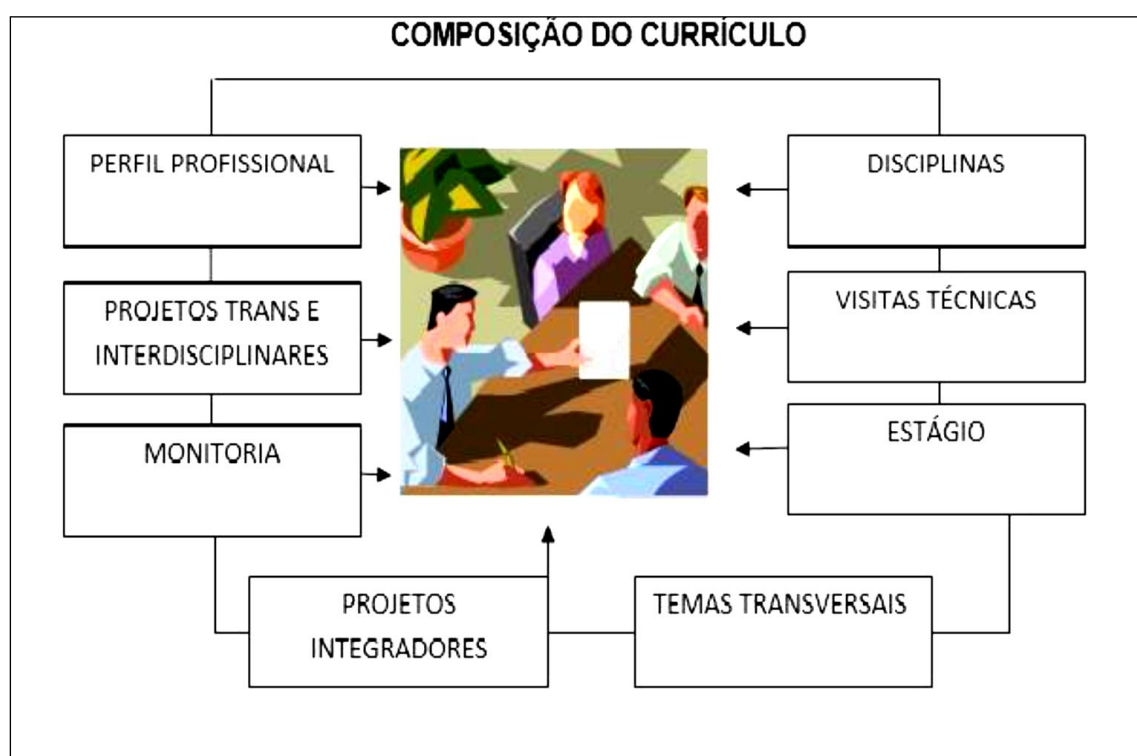 COMPOSIÇÃO DO CURRÍCULO
PERFIL PROFISSIONAL
DISCIPLINAS
PROJETOS TRANS E
INTERDISCIPLINARES
VISITAS TÉCNICAS
MONITORIA
ESTÁGIO
PROJETOS
INTEGRADORES
TEMAS TRANSVERSAIS